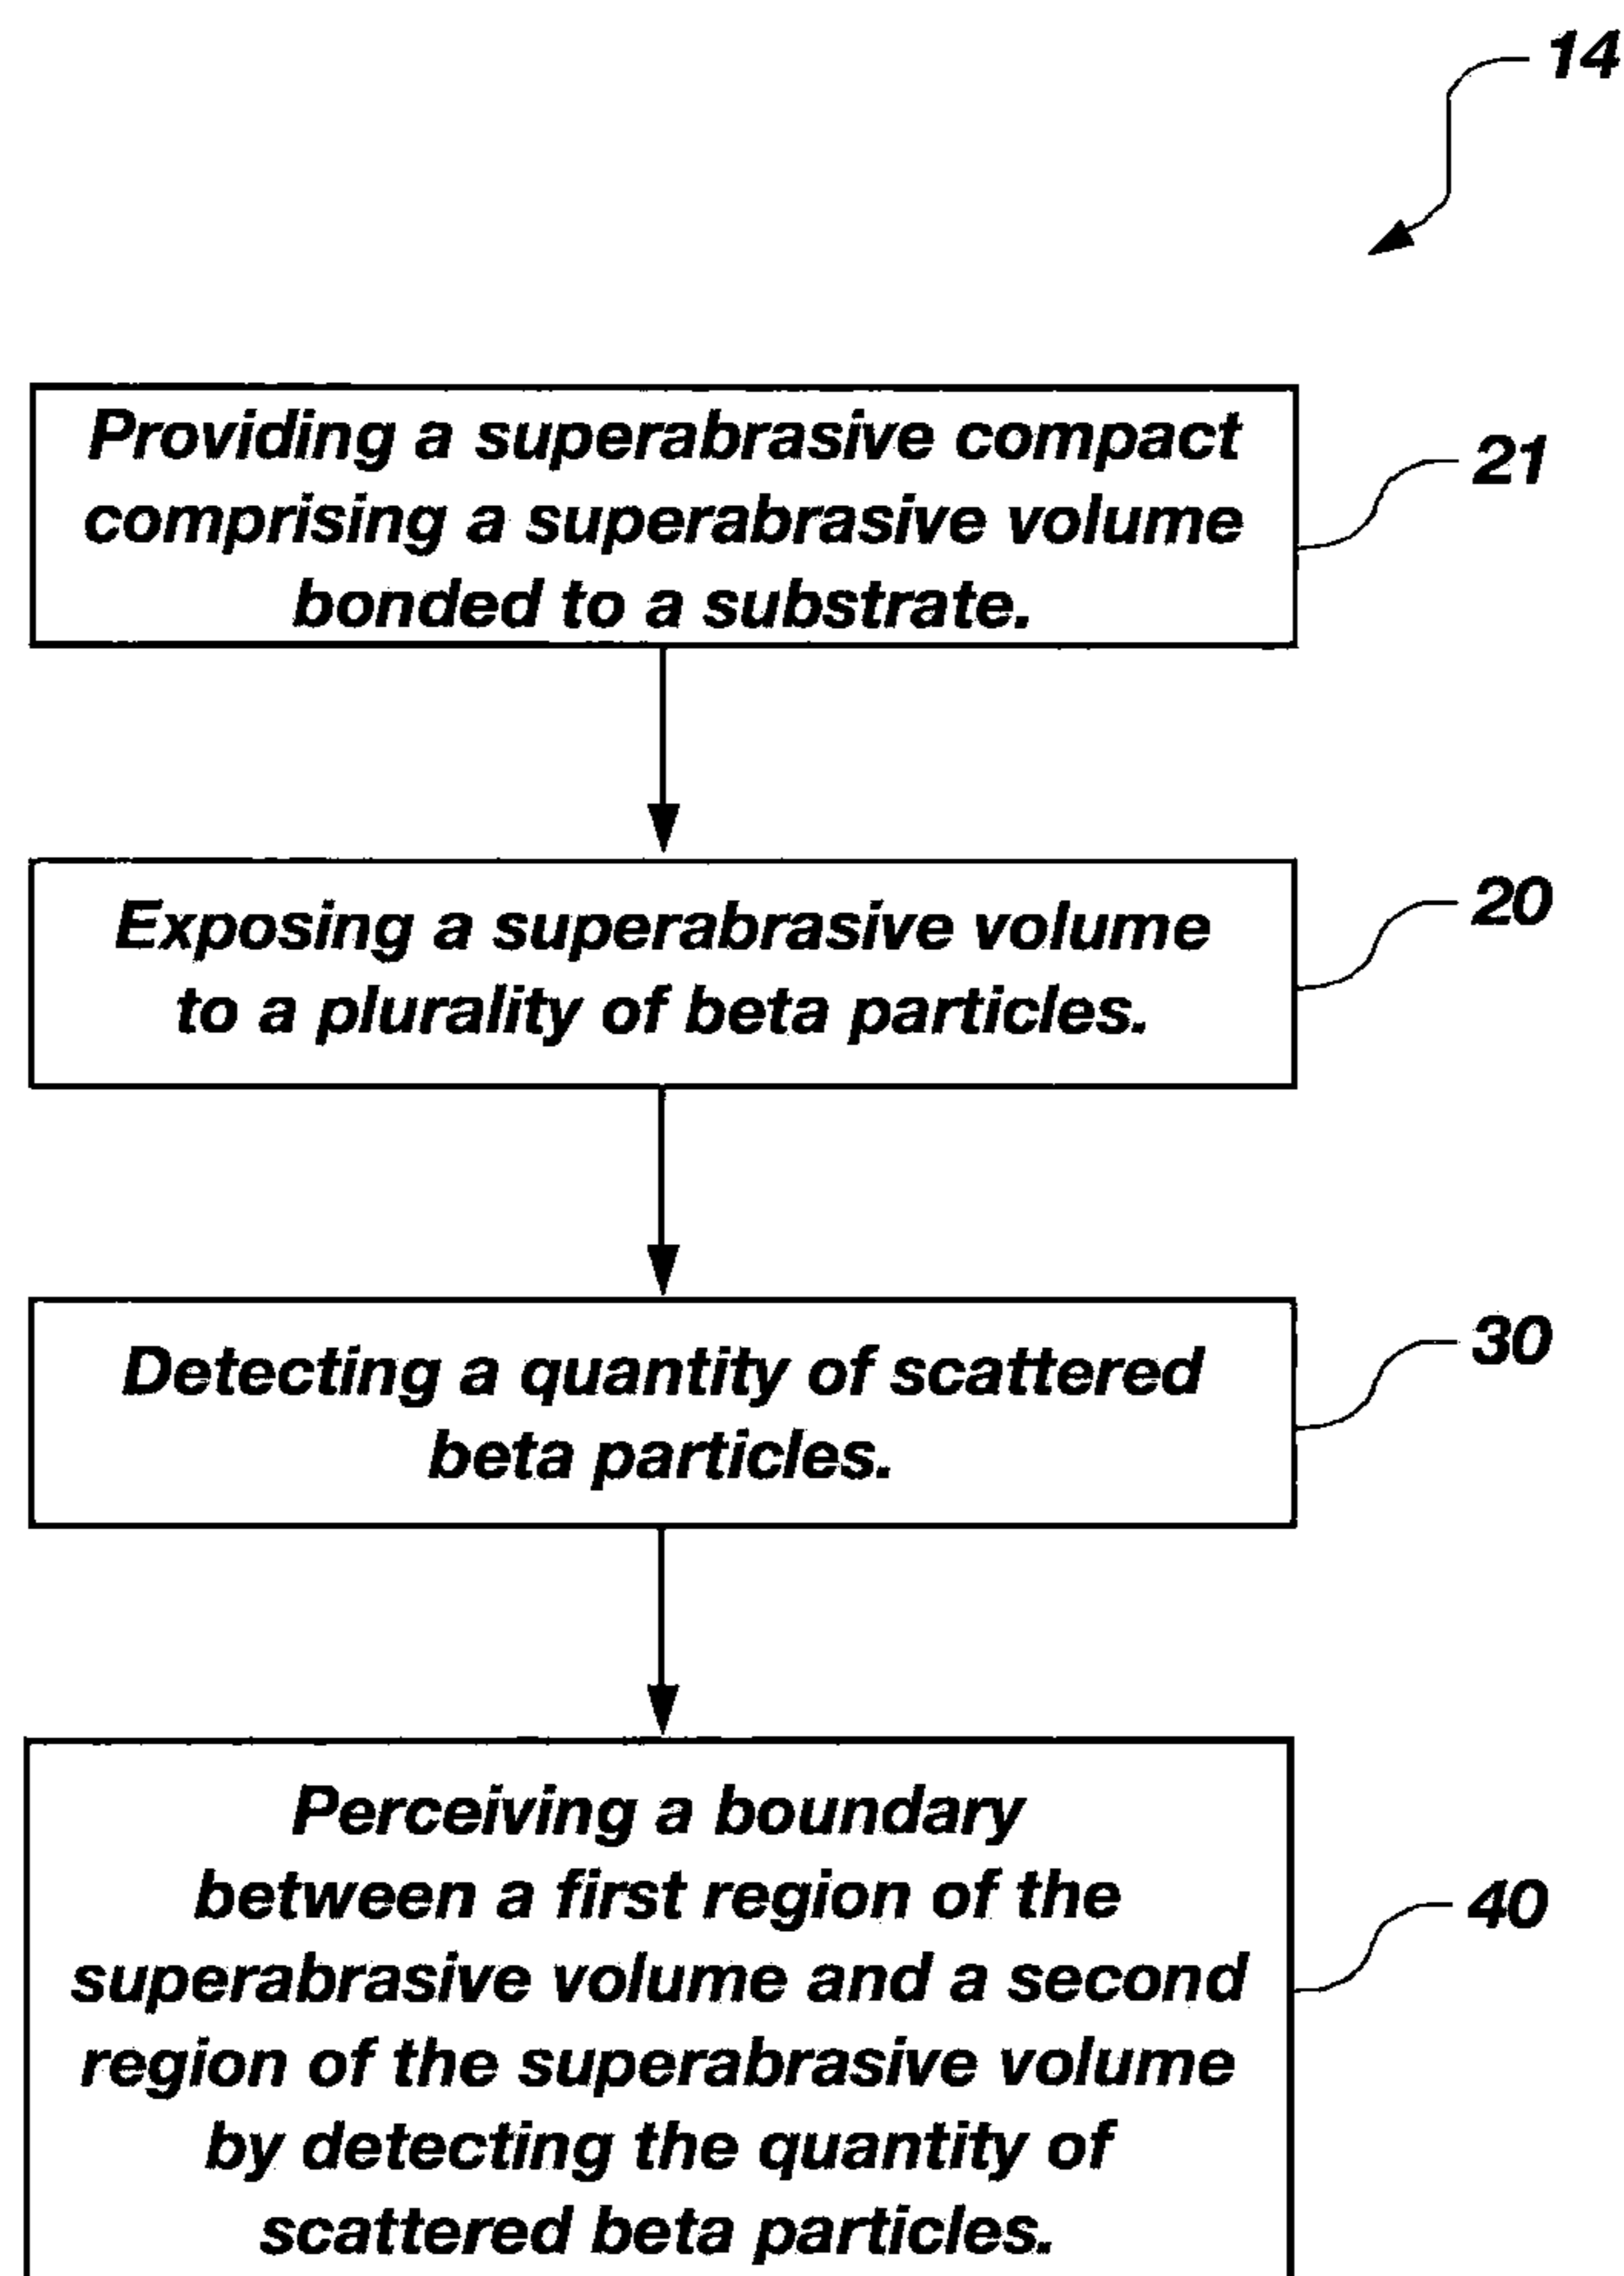 14
Providing a superabrasive compact
comprising a superabrasive volume
bonded to a substrate.
21
Exposing a superabrasive volume
to a plurality of beta particles.
20
Detecting a quantity of scattered
beta particles.
30
Perceiving a boundary
between a first region of the
superabrasive volume and a second
region of the superabrasive volume
by detecting the quantity of
scattered beta particles.
40